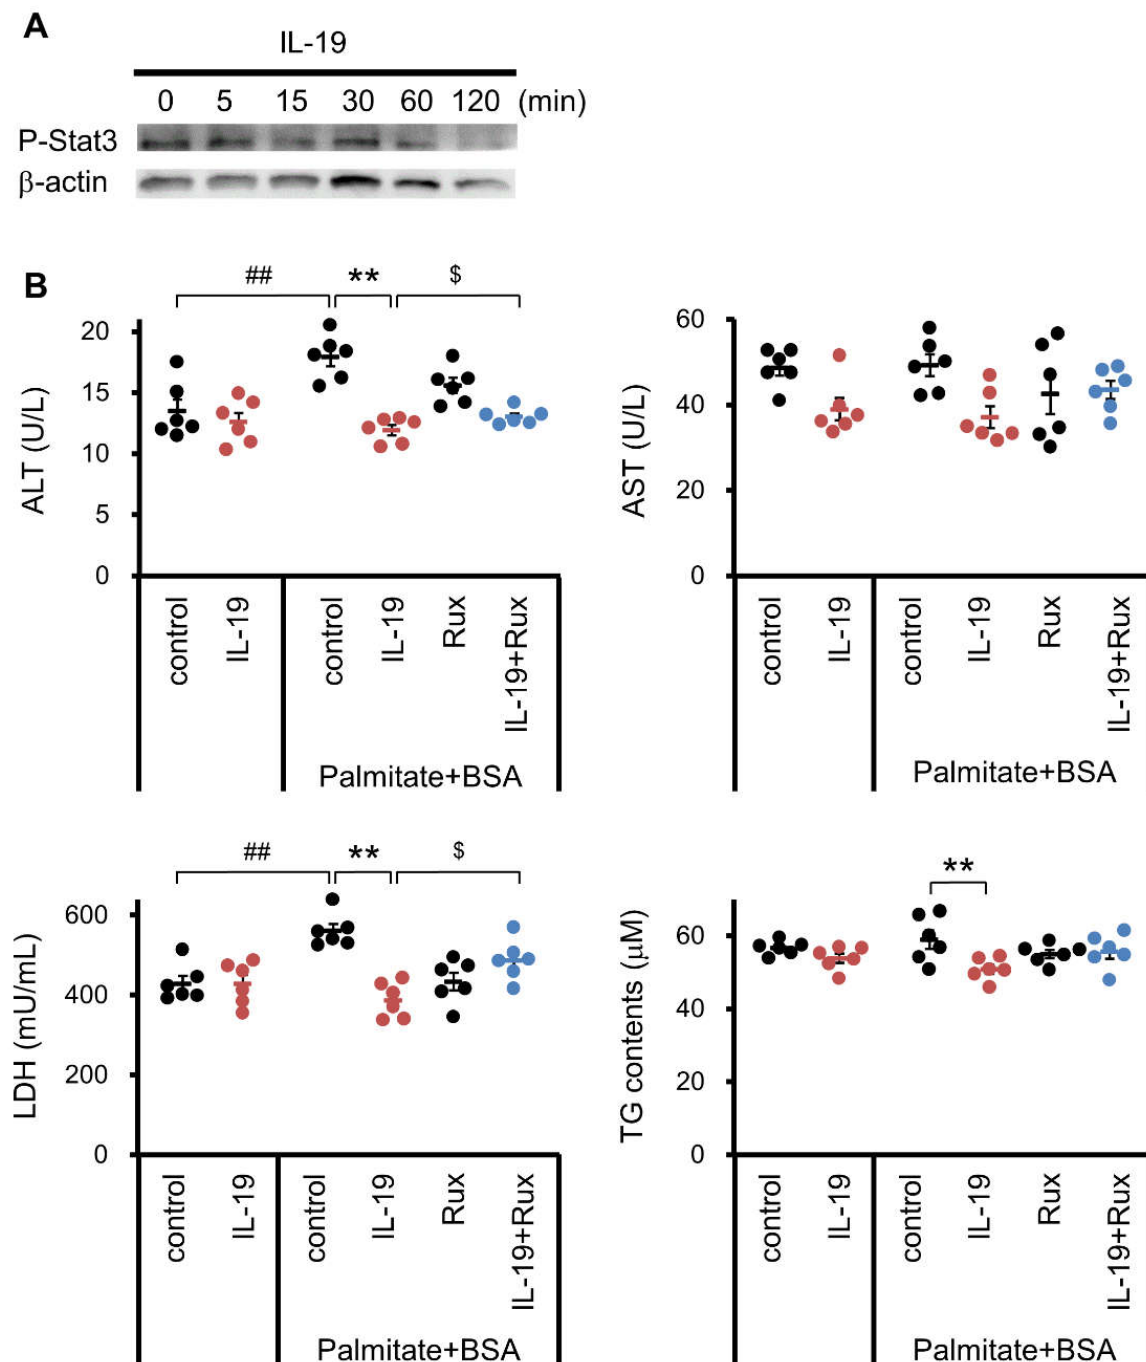 A
IL-19
0 5 15 30 60 120 (min)
P-Stat3
β-actin
B
## ** $
20
15
10
5
0
ALT (U/L)
control
IL-19
control
IL-19
Rux
IL-19+Rux
Palmitate+BSA
60
40
20
0
AST (U/L)
control
IL-19
control
IL-19
Rux
IL-19+Rux
Palmitate+BSA
## ** $
600
400
200
0
LDH (mU/mL)
control
IL-19
control
IL-19
Rux
IL-19+Rux
Palmitate+BSA
**
60
40
20
0
TG contents (μM)
control
IL-19
control
IL-19
Rux
IL-19+Rux
Palmitate+BSA